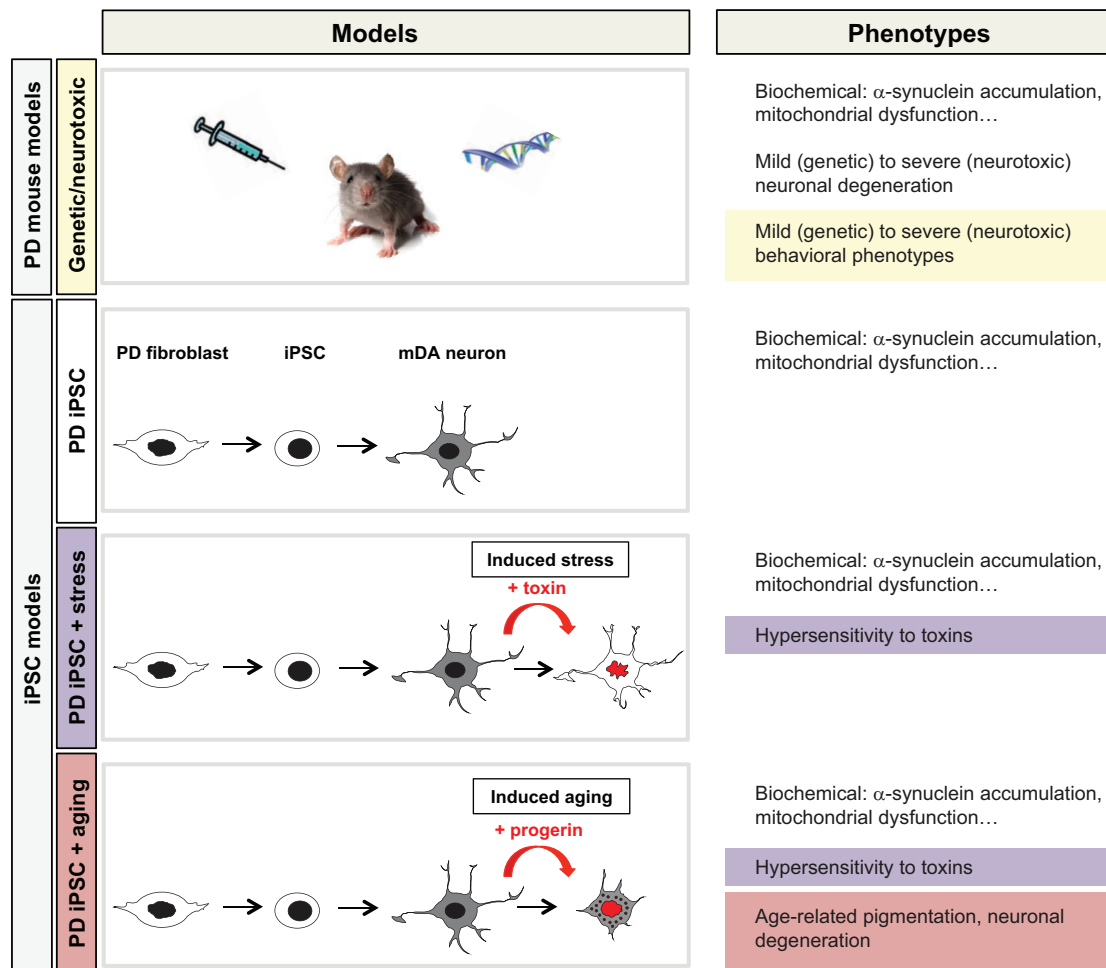 Models
Phenotypes
PD mouse models
Genetic/neurotoxic
Biochemical: α-synuclein accumulation,
mitochondrial dysfunction…
Mild (genetic) to severe (neurotoxic)
neuronal degeneration
Mild (genetic) to severe (neurotoxic)
behavioral phenotypes
iPSC models
PD iPSC
PD fibroblast
iPSC
mDA neuron
Biochemical: α-synuclein accumulation,
mitochondrial dysfunction…
PD iPSC + stress
Induced stress
+ toxin
Biochemical: α-synuclein accumulation,
mitochondrial dysfunction…
Hypersensitivity to toxins
PD iPSC + aging
Induced aging
+ progerin
Biochemical: α-synuclein accumulation,
mitochondrial dysfunction…
Hypersensitivity to toxins
Age-related pigmentation, neuronal
degeneration